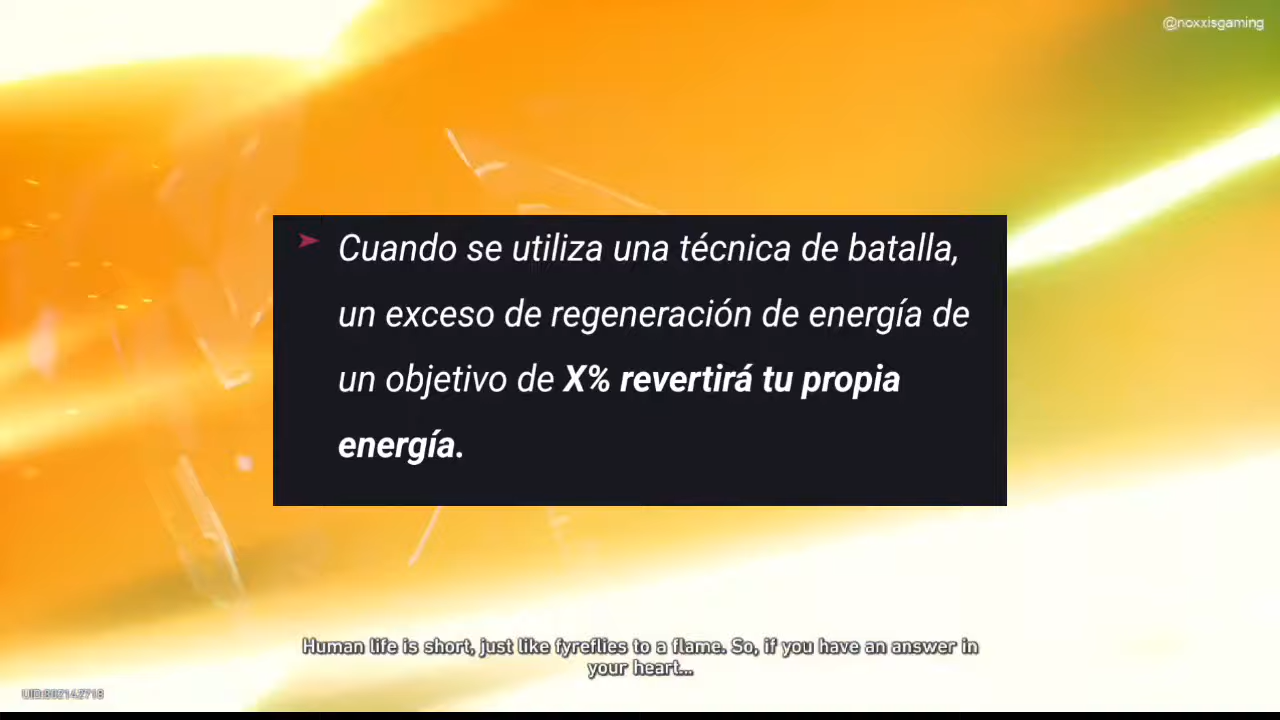 @noxxisgaming
Cuando se utiliza una técnica de batalla,
un exceso de regeneración de energía de
un objetivo de X% revertirá tu propia
energía.
Human life is short, just like fyreflies to a flame. So, if you have an answer in
your heart...